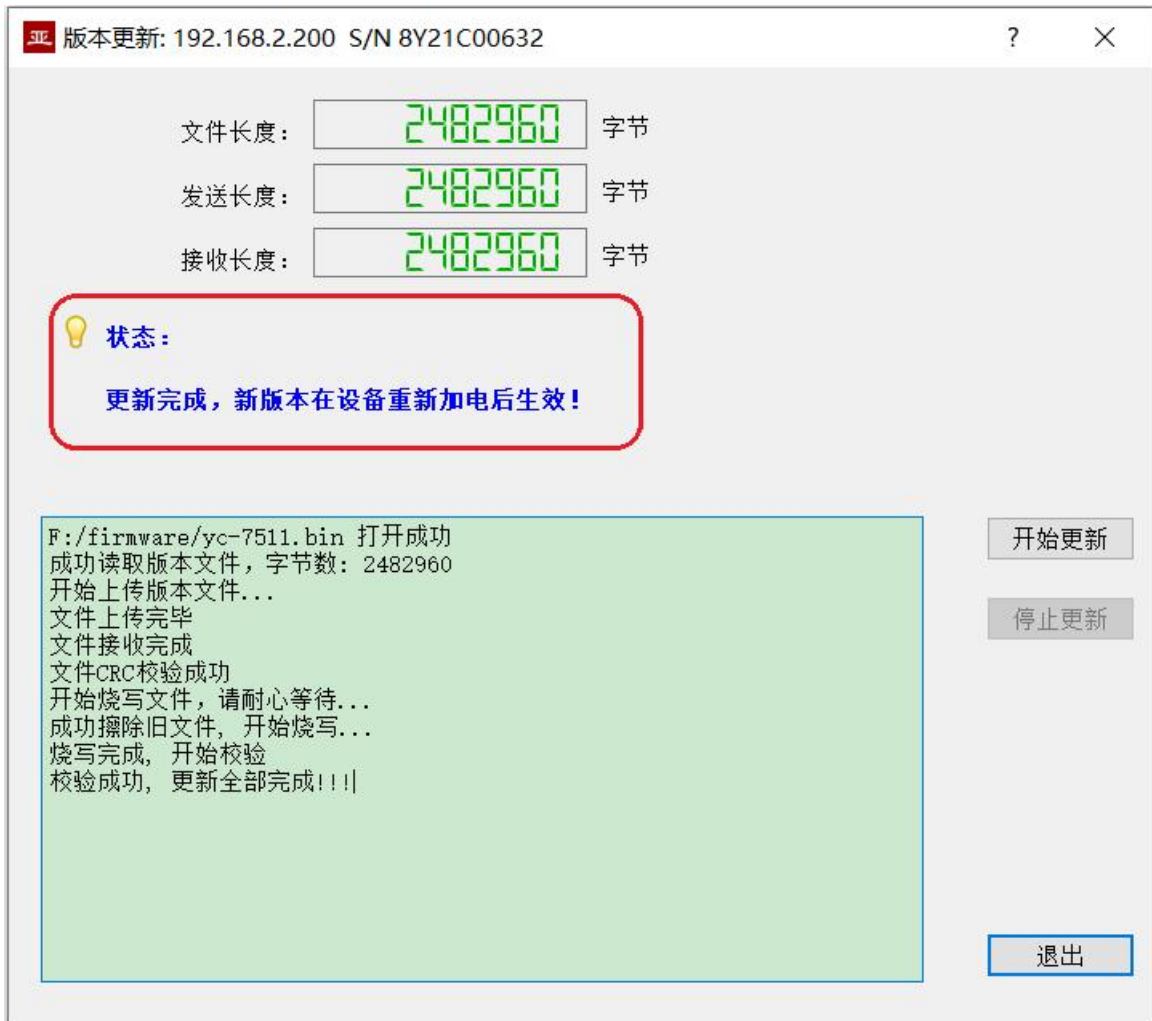 亚 版本更新: 192.168.2.200 S/N 8Y21C00632 ?
文件长度： 2482960 字节
发送长度： 2482960 字节
接收长度： 2482960 字节
状态：
更新完成，新版本在设备重新加电后生效！
F:/firmware/yc-7511.bin 打开成功
成功读取版本文件，字节数: 2482960
开始上传版本文件...
文件上传完毕
文件接收完成
文件CRC校验成功
开始烧写文件，请耐心等待...
成功擦除旧文件, 开始烧写...
烧写完成, 开始校验
校验成功, 更新全部完成!!!
开始更新
停止更新
退出